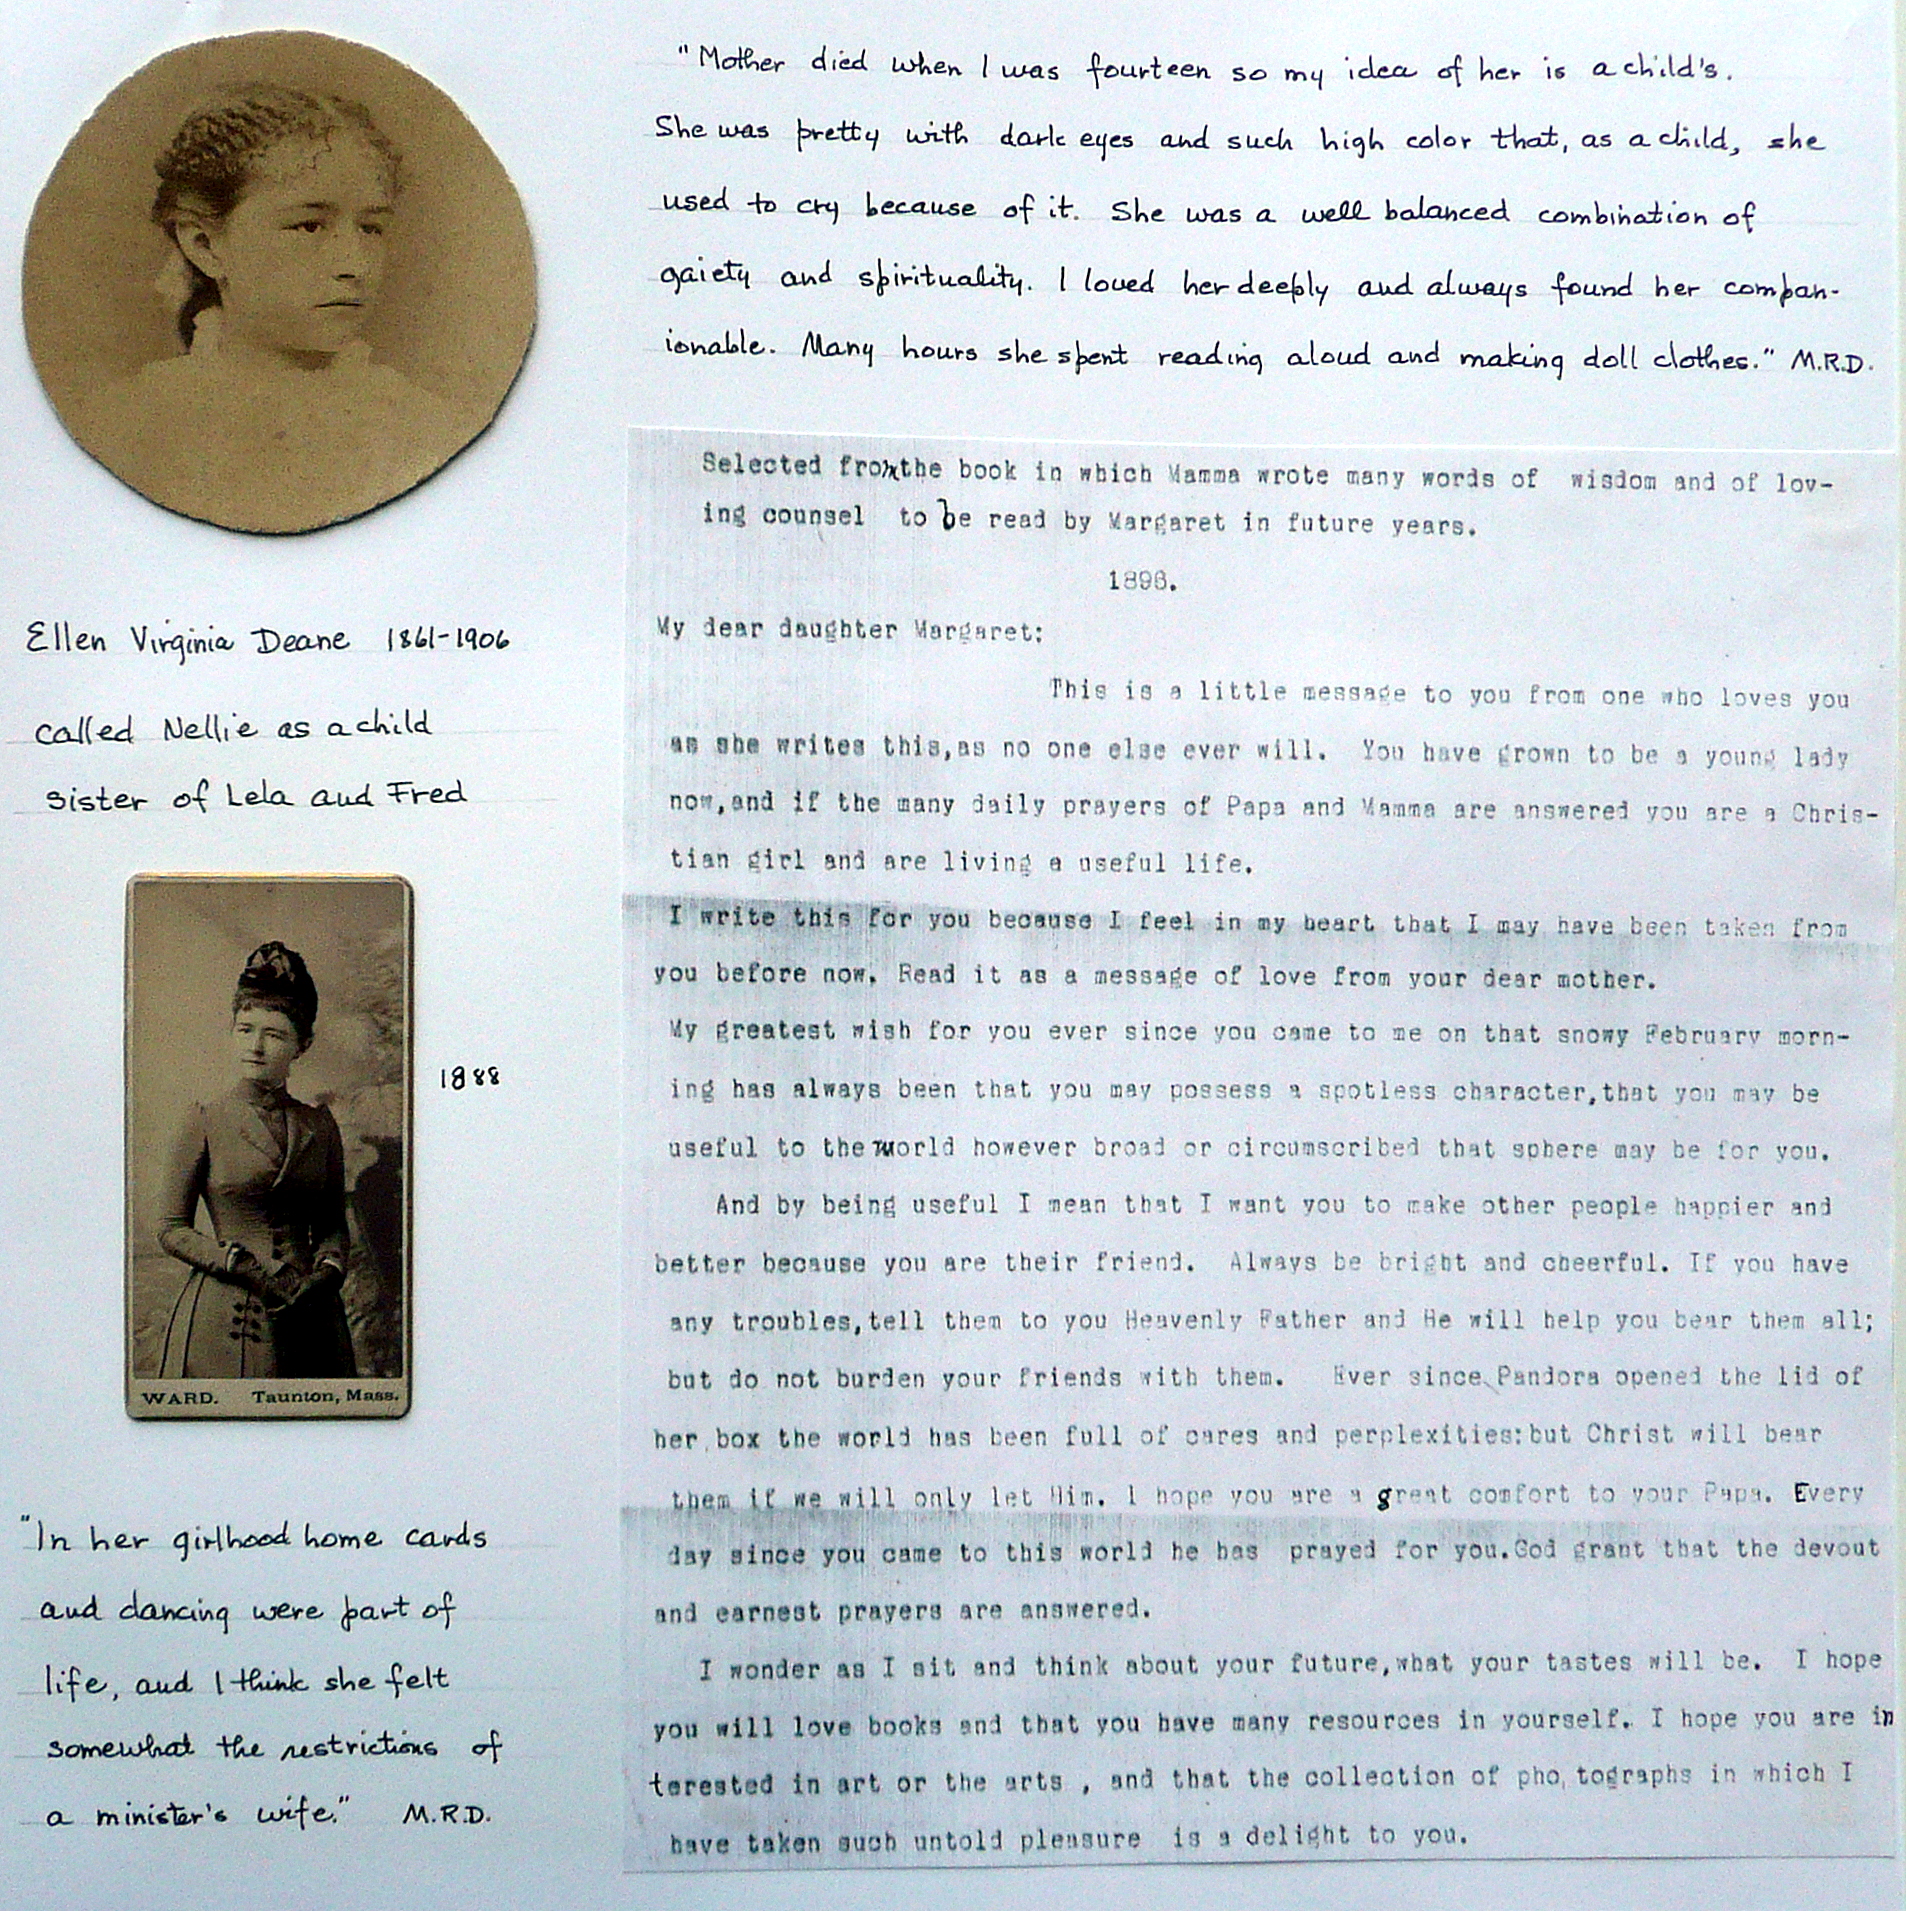 "Mother died when I was fourteen so my idea of her is a child's.
She was pretty with dark eyes and such high color that, as a child, she
used to cry because of it. She was a well balanced combination of
gaiety and spirituality. I loved her deeply and always found her compan-
ionable. Many hours she spent reading aloud and making doll clothes." M.R.D.
Ellen Virginia Deane 1861-1906
called Nellie as a child
sister of Lela and Fred
1888
WARD. Taunton, Mass.
"In her girlhood home cards
and dancing were part of
life, and I think she felt
somewhat the restrictions of
a minister's wife." M.R.D.
Selected from the book in which Mamma wrote many words of wisdom and of lov-
ing counsel to be read by Margaret in future years.
1898.
My dear daughter Margaret:
This is a little message to you from one who loves you
as she writes this,as no one else ever will. You have grown to be a young lady
now,and if the many daily prayers of Papa and Mamma are answered you are a Chris-
tian girl and are living a useful life.
I write this for you because I feel in my heart that I may have been taken from
you before now. Read it as a message of love from your dear mother.
My greatest wish for you ever since you came to me on that snowy February morn-
ing has always been that you may possess a spotless character,that you may be
useful to the world however broad or circumscribed that sphere may be for you.
And by being useful I mean that I want you to make other people happier and
better because you are their friend. Always be bright and cheerful. If you have
any troubles,tell them to you Heavenly Father and He will help you bear them all;
but do not burden your friends with them. Ever since Pandora opened the lid of
her box the world has been full of cares and perplexities:but Christ will bear
them if we will only let Him. I hope you are a great comfort to your Papa. Every
day since you came to this world he has prayed for you.God grant that the devout
and earnest prayers are answered.
I wonder as I sit and think about your future,what your tastes will be. I hope
you will love books and that you have many resources in yourself. I hope you are in
terested in art or the arts , and that the collection of pho tographs in which I
have taken such untold pleasure is a delight to you.